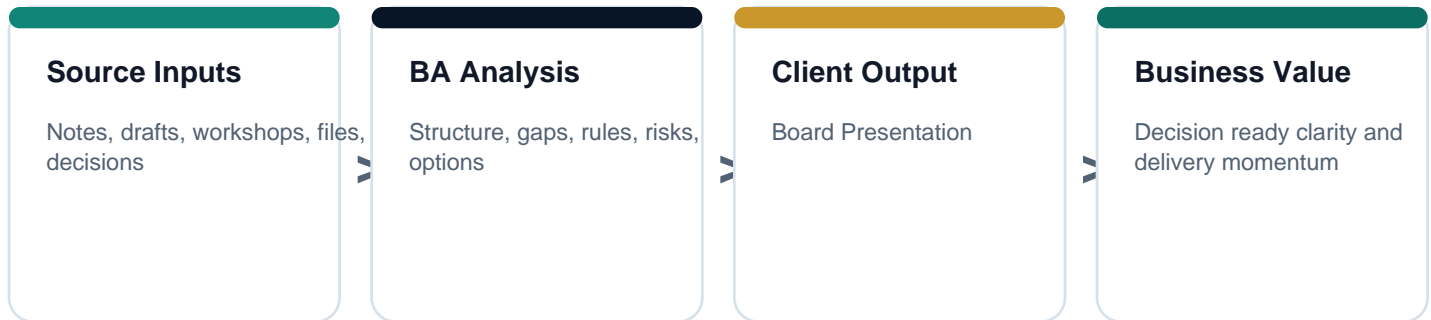 Source Inputs
Notes, drafts, workshops, files,
decisions
>
BA Analysis
Structure, gaps, rules, risks,
options
>
Client Output
Board Presentation
>
Business Value
Decision ready clarity and
delivery momentum